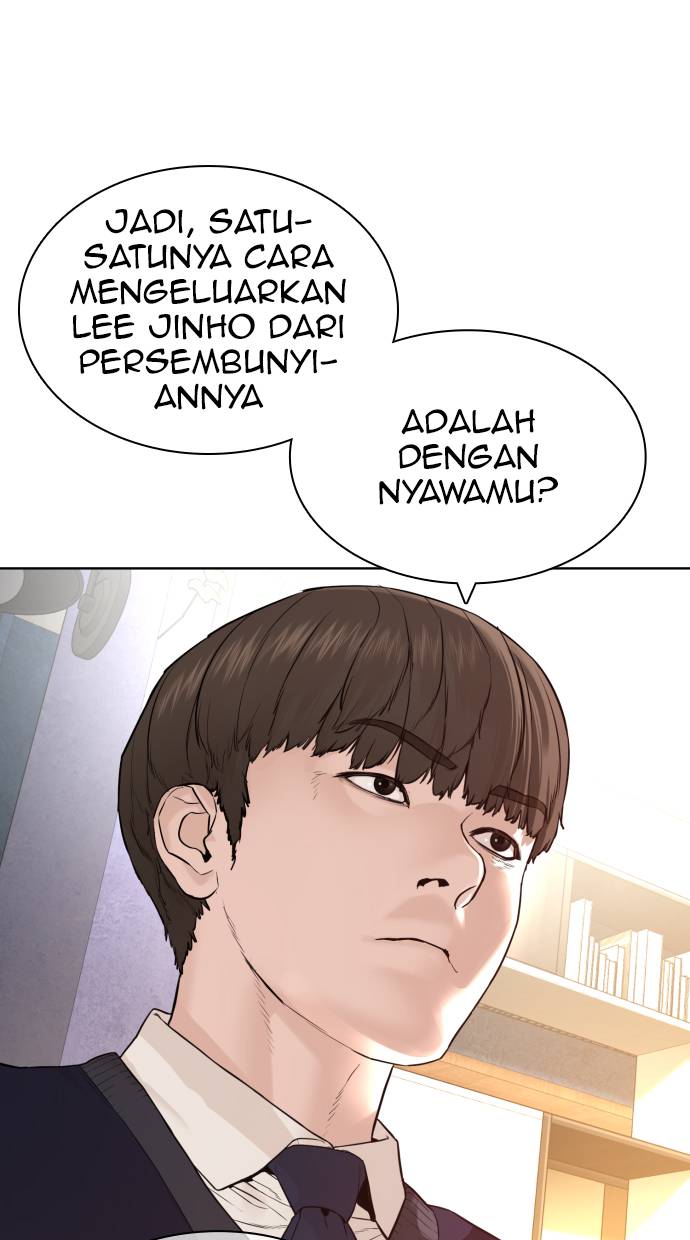 JADI, SATU-
SATUNYA CARA
MENGELUARKAN
LEE JINHO DARI
PERSEMBUNYI-
ANNYA
ADALAH
DENGAN
NYAWAMU?